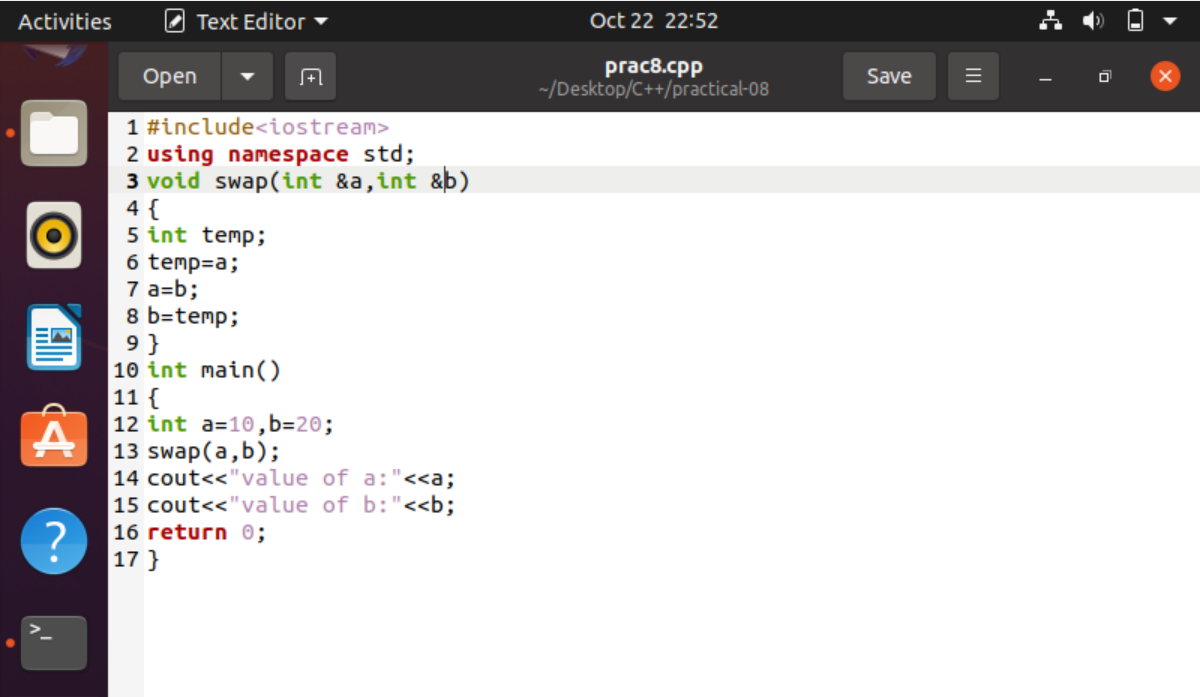 Activities Text Editor Oct 22 22:52
Open prac8.cpp Save
~/Desktop/C++/practical-08
1 #include<iostream>
2 using namespace std;
3 void swap(int &a,int &b)
4 {
5 int temp;
6 temp=a;
7 a=b;
8 b=temp;
9 }
10 int main()
11 {
12 int a=10,b=20;
13 swap(a,b);
14 cout<<"value of a:"<<a;
15 cout<<"value of b:"<<b;
16 return 0;
17 }